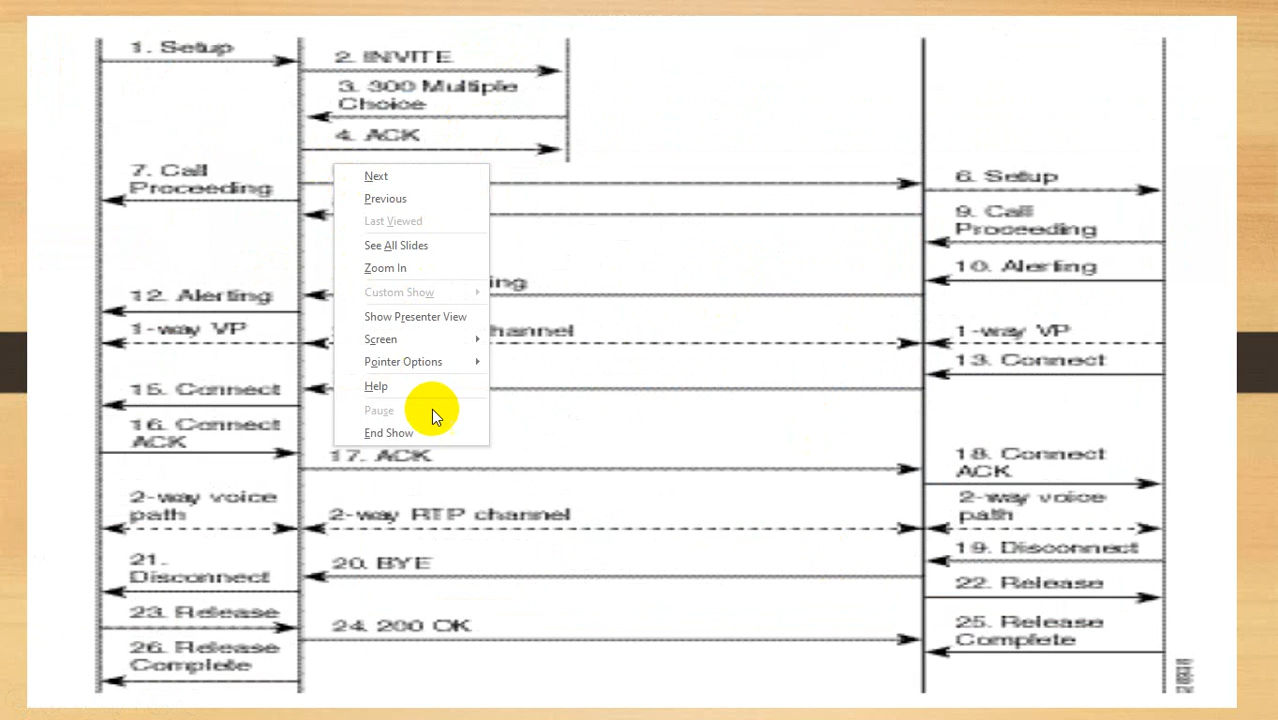 1. Setup
2. INVITE
3. 300 Multiple
Choice
4. ACK
7. Call
Proceeding
6. Setup
9. Call
Proceeding
10. Alerting
12. Alerting
ing
1-way VP
hannel
1-way VP
13. Connect
15. Connect
16. Connect
ACK
17. ACK
18. Connect
ACK
2-way voice
path
2-way RTP channel
2-way voice
path
19. Disconnect
20. BYE
21.
Disconnect
22. Release
23. Release
24. 200 OK
25. Release
Complete
26. Release
Complete
Next
Previous
Last Viewed
See All Slides
Zoom In
Custom Show
Show Presenter View
Screen
Pointer Options
Help
Pause
End Show